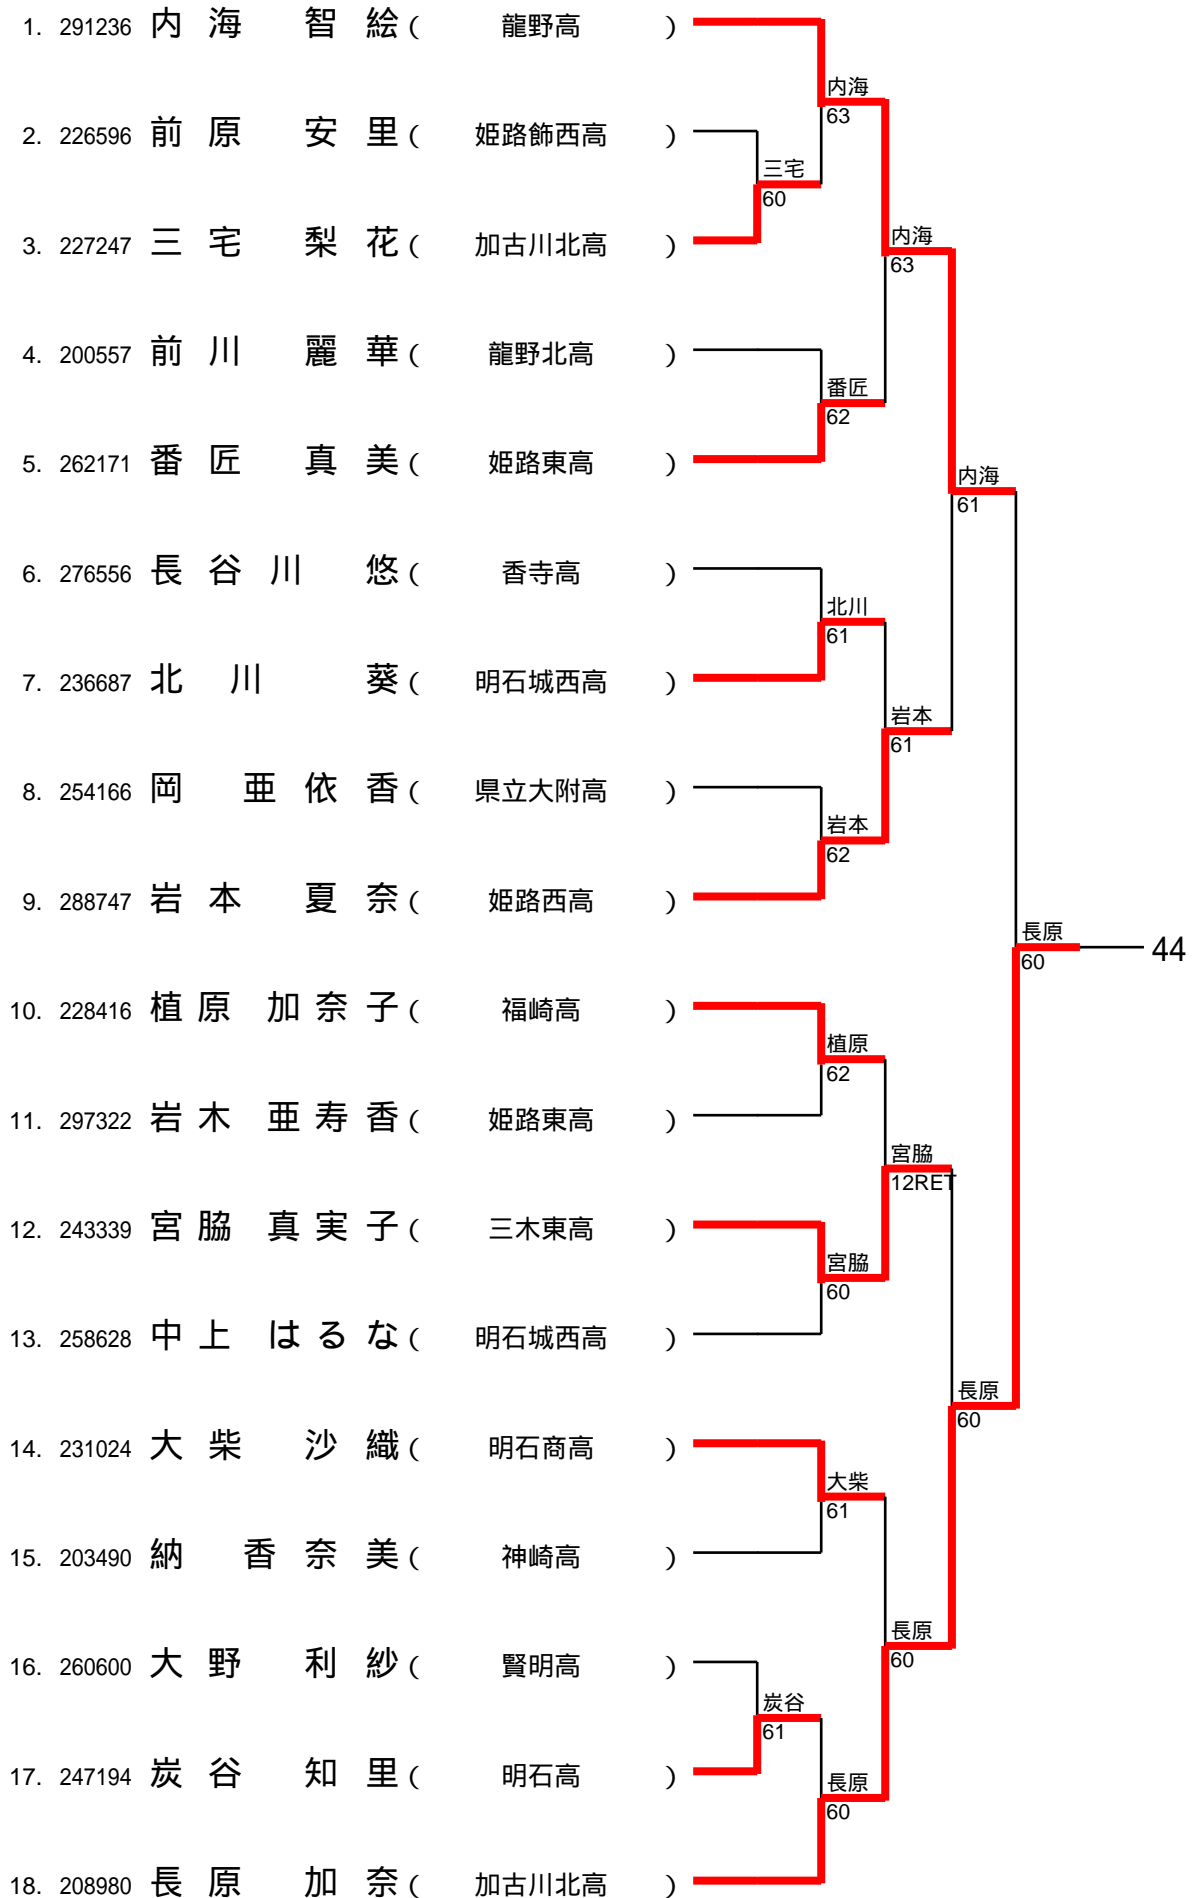 1. 291236 内海 智絵 ( 龍野高 )
内海
63
2. 226596 前原 安里 ( 姫路飾西高 )
三宅
60
3. 227247 三宅 梨花 ( 加古川北高 )
内海
63
4. 200557 前川 麗華 ( 龍野北高 )
番匠
62
5. 262171 番匠 真美 ( 姫路東高 )
内海
61
6. 276556 長谷川 悠 ( 香寺高 )
北川
61
7. 236687 北川 葵 ( 明石城西高 )
岩本
61
8. 254166 岡 亜依香 ( 県立大附高 )
岩本
62
9. 288747 岩本 夏奈 ( 姫路西高 )
長原
60
44
10. 228416 植原 加奈子 ( 福崎高 )
植原
62
11. 297322 岩木 亜寿香 ( 姫路東高 )
宮脇
12RET
12. 243339 宮脇 真実子 ( 三木東高 )
宮脇
60
13. 258628 中上 はるな ( 明石城西高 )
長原
60
14. 231024 大柴 沙織 ( 明石商高 )
大柴
61
15. 203490 納 香奈美 ( 神崎高 )
長原
60
16. 260600 大野 利紗 ( 賢明高 )
炭谷
61
17. 247194 炭谷 知里 ( 明石高 )
長原
60
18. 208980 長原 加奈 ( 加古川北高 )